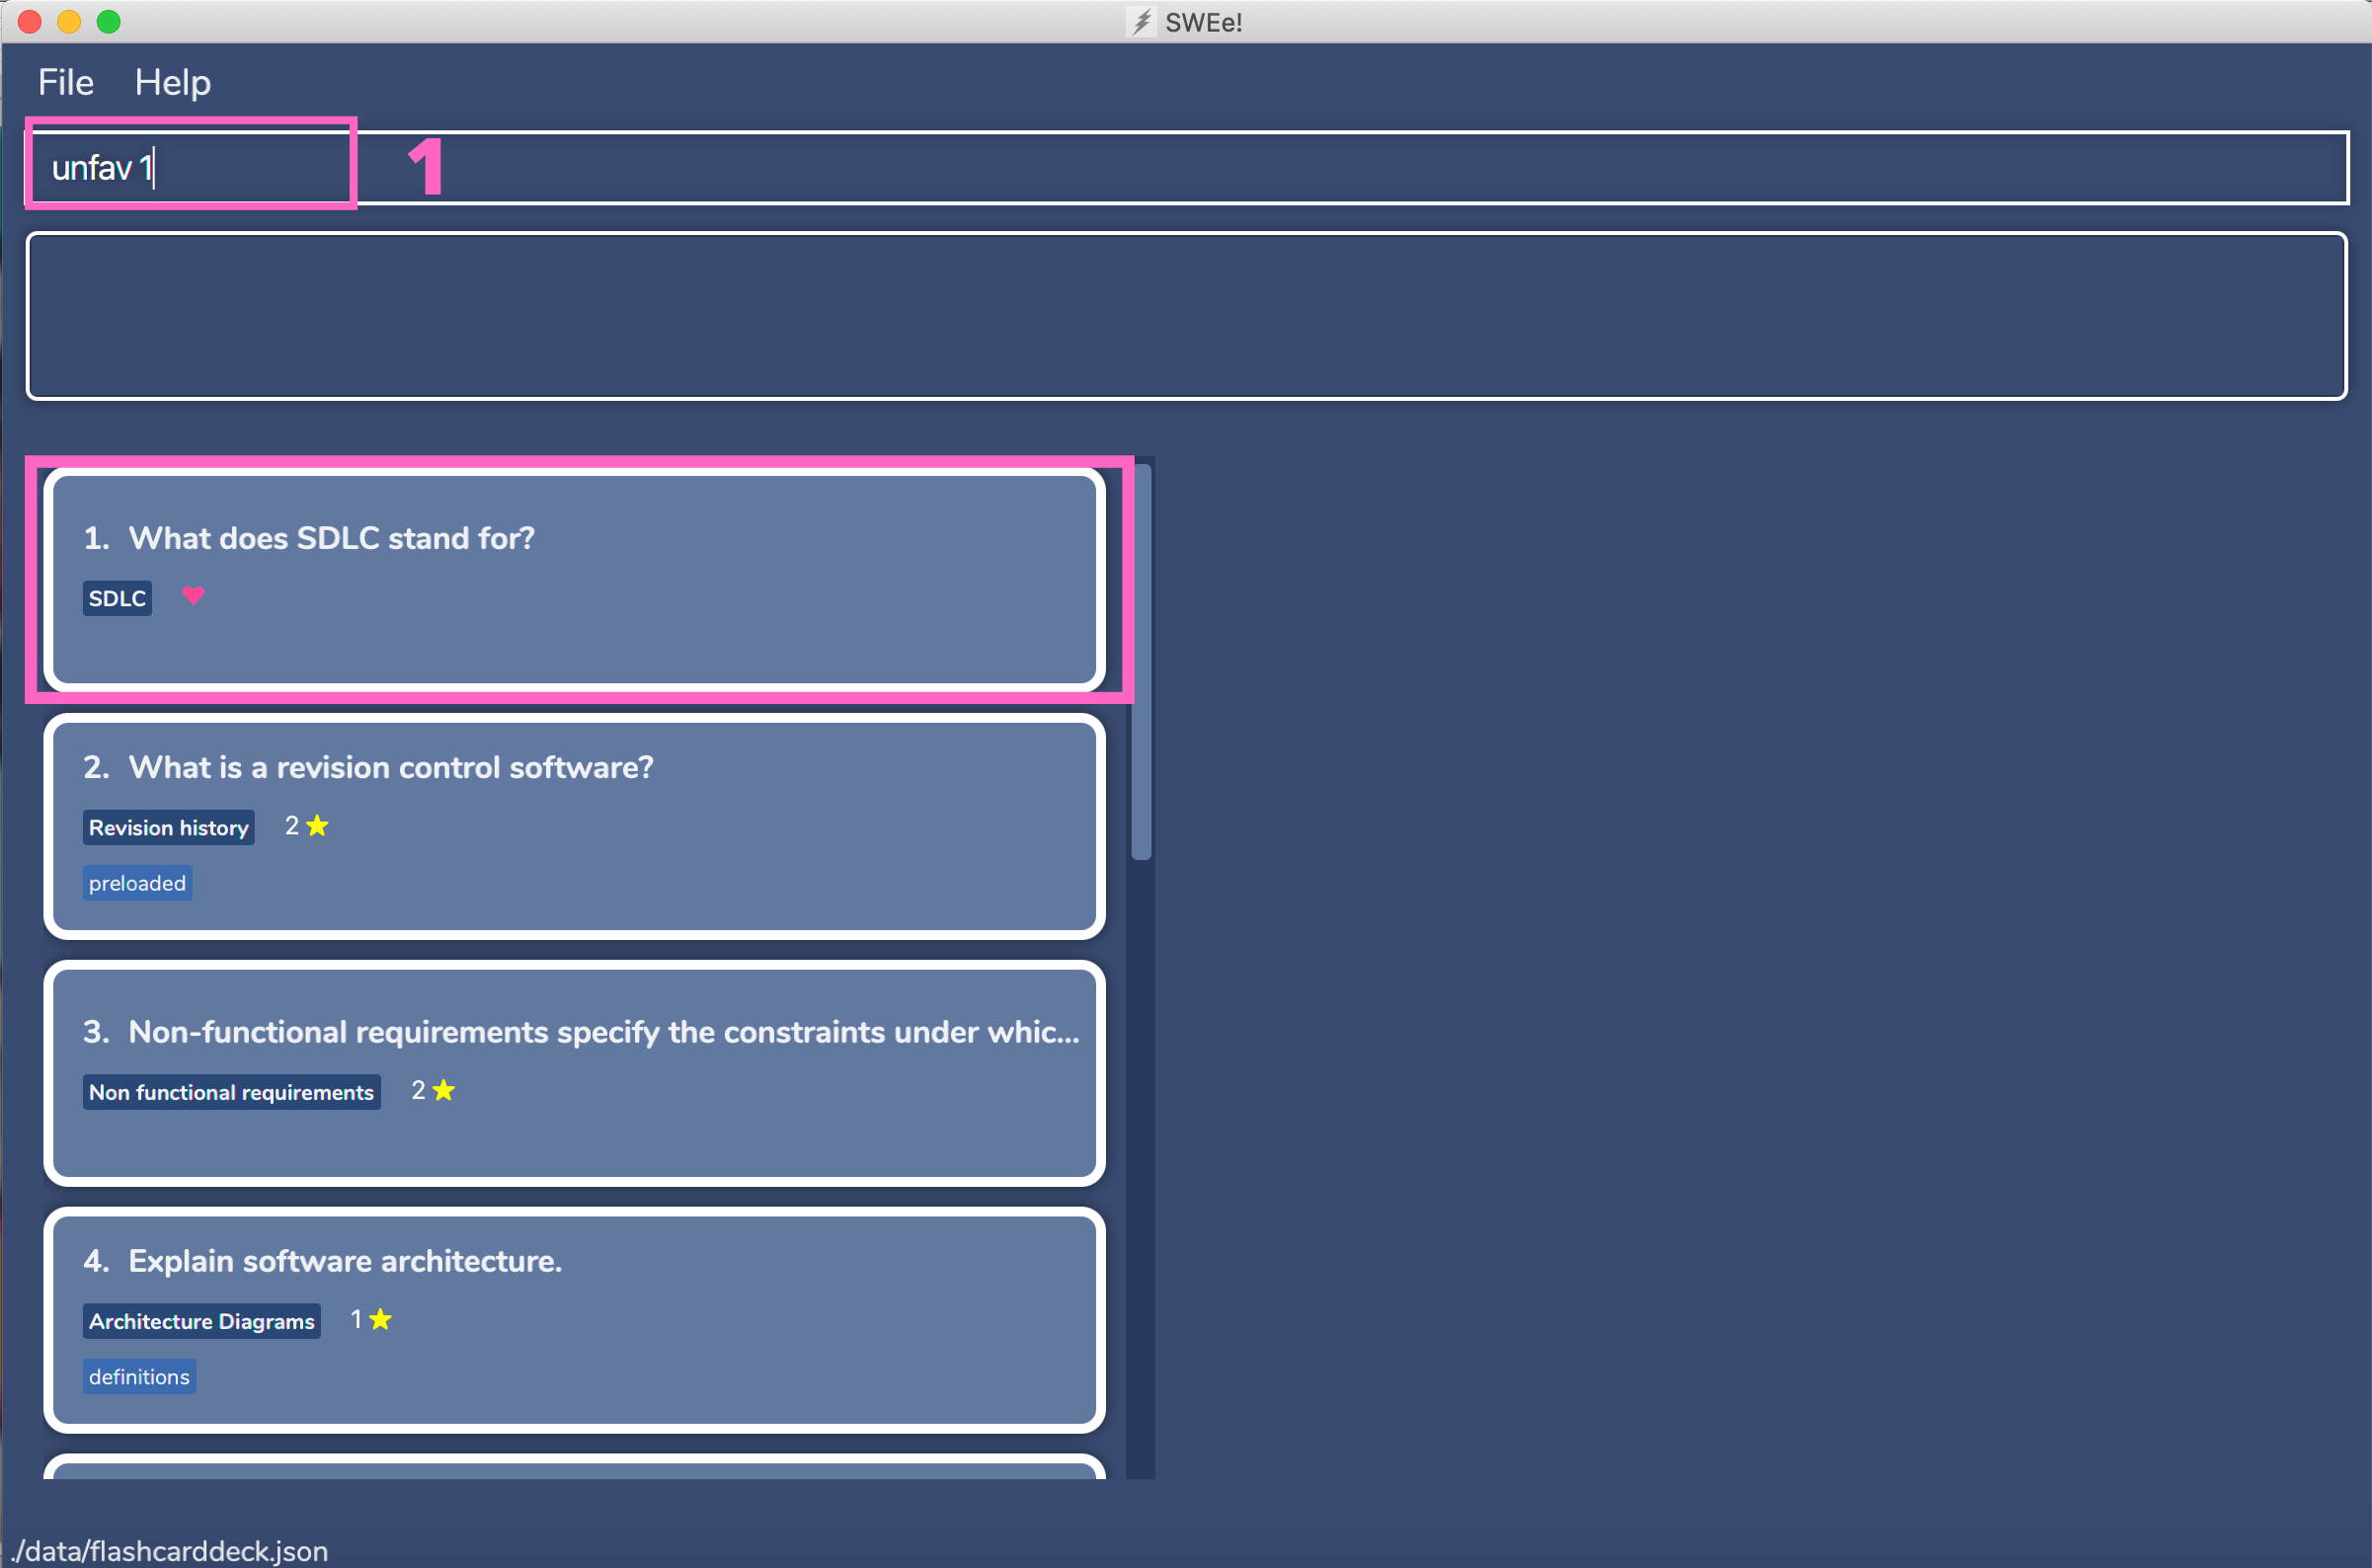 SWEe!
File Help
unfav 1
1
1. What does SDLC stand for?
SDLC
2. What is a revision control software?
Revision history 2
preloaded
3. Non-functional requirements specify the constraints under whic...
Non functional requirements 2
4. Explain software architecture.
Architecture Diagrams 1
definitions
./data/flashcarddeck.json